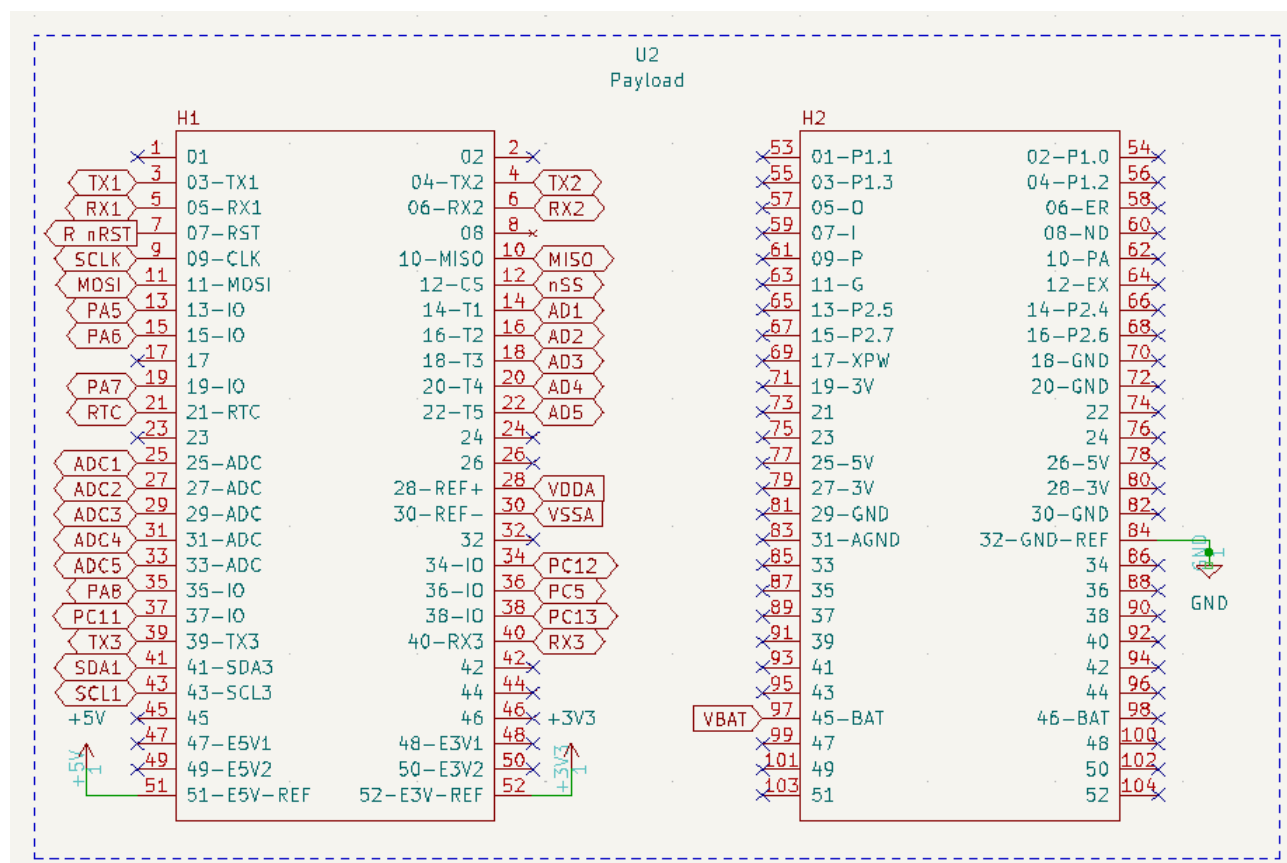 U2
Payload
H1
1 01 02 2
TX1 3 03-TX1 04-TX2 4 TX2
RX1 5 05-RX1 06-RX2 6 RX2
R_nRST 7 07-RST 08 8
SCLK 9 09-CLK 10-MISO 10 MISO
MOSI 11 11-MOSI 12-CS 12 nSS
PA5 13 13-IO 14-T1 14 AD1
PA6 15 15-IO 16-T2 16 AD2
17 17 18-T3 18 AD3
PA7 19 19-IO 20-T4 20 AD4
RTC 21 21-RTC 22-T5 22 AD5
23 23 24 24
ADC1 25 25-ADC 26 26
ADC2 27 27-ADC 28-REF+ 28 VDDA
ADC3 29 29-ADC 30-REF- 30 VSSA
ADC4 31 31-ADC 32 32
ADC5 33 33-ADC 34-IO 34 PC12
PA8 35 35-IO 36-IO 36 PC5
PC11 37 37-IO 38-IO 38 PC13
TX3 39 39-TX3 40-RX3 40 RX3
SDA1 41 41-SDA3 42 42
SCL1 43 43-SCL3 44 44
+5V 45 45 46 46 +3V3
47 47-E5V1 48-E3V1 48
49 49-E5V2 50-E3V2 50
+5V 1 51 51-E5V-REF 52-E3V-REF 52 +3V3 1
H2
53 01-P1.1 02-P1.0 54
55 03-P1.3 04-P1.2 56
57 05-O 06-ER 58
59 07-I 08-ND 60
61 09-P 10-PA 62
63 11-G 12-EX 64
65 13-P2.5 14-P2.4 66
67 15-P2.7 16-P2.6 68
69 17-XPW 18-GND 70
71 19-3V 20-GND 72
73 21 22 74
75 23 24 76
77 25-5V 26-5V 78
79 27-3V 28-3V 80
81 29-GND 30-GND 82
83 31-AGND 32-GND-REF 84 GND 1
85 33 34 86
87 35 36 88 GND
89 37 38 90
91 39 40 92
93 41 42 94
95 43 44 96
VBAT 97 45-BAT 46-BAT 98
99 47 48 100
101 49 50 102
103 51 52 104